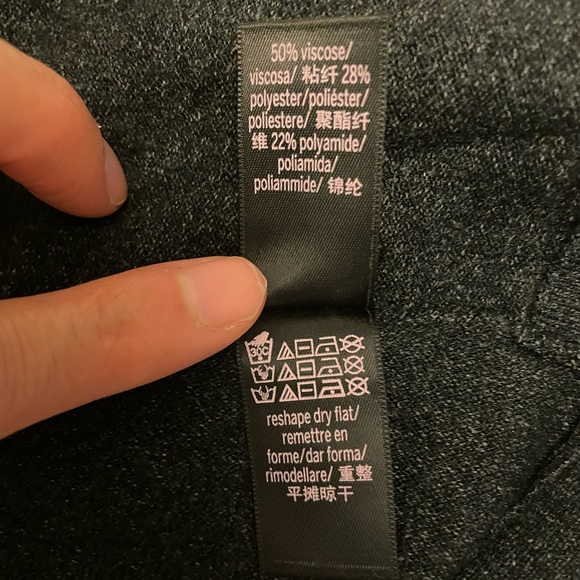 50% viscose/
viscosa/ 粘纤 28%
polyester/poliéster/
poliestere/ 聚酯纤
维 22% polyamide/
poliamida/
poliammide/ 锦纶
30C
reshape dry flat/
remettre en
forme/dar forma/
rimodellare/ 重整
平摊晾干